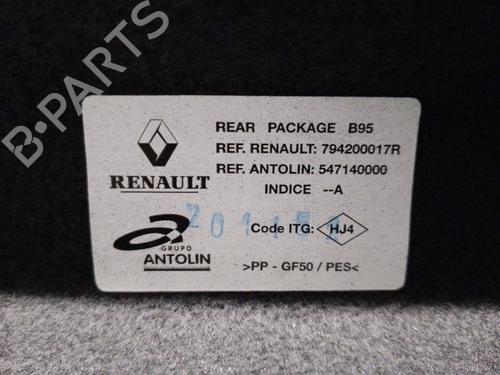 REAR PACKAGE B95
REF. RENAULT: 794200017R
REF. ANTOLIN: 547140000
INDICE --A
RENAULT
Code ITG: HJ4
GRUPO
ANTOLIN
>PP - GF50 / PES<
B-PARTS